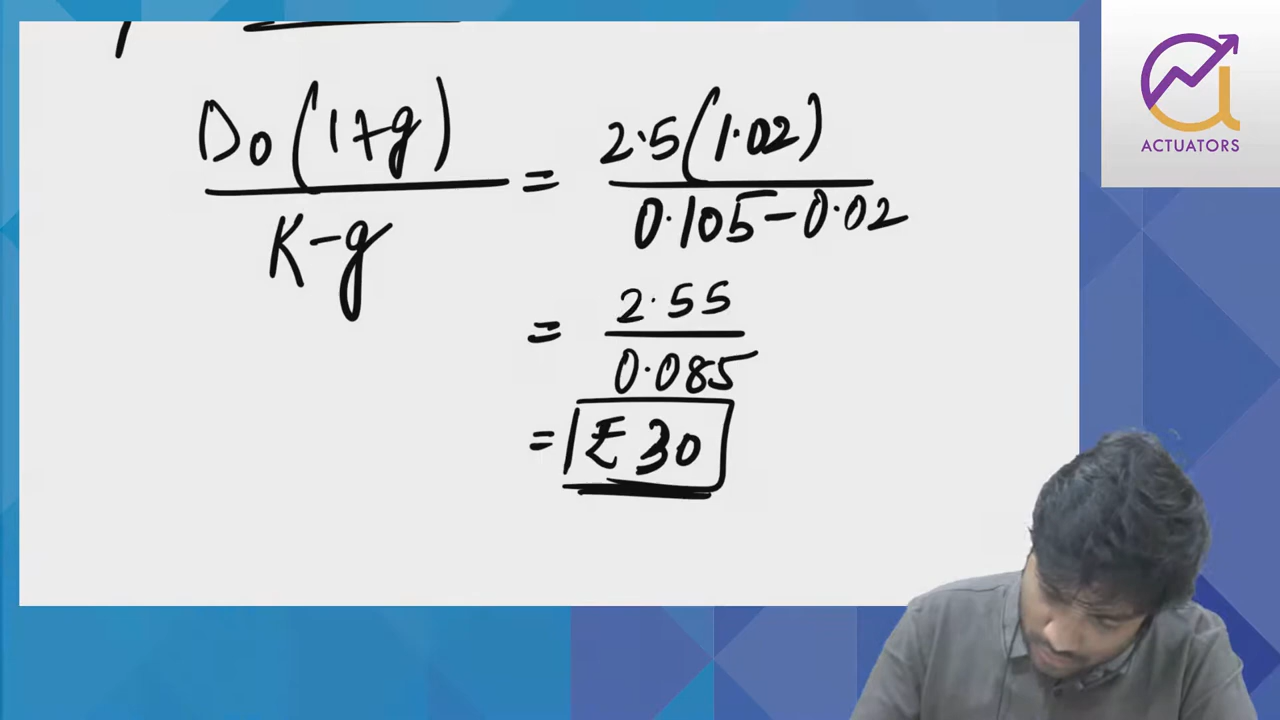 D₀(1+g) / K-g = 2.5(1.02) / 0.105-0.02
= 2.55 / 0.085
= ₹ 30
ACTUATORS